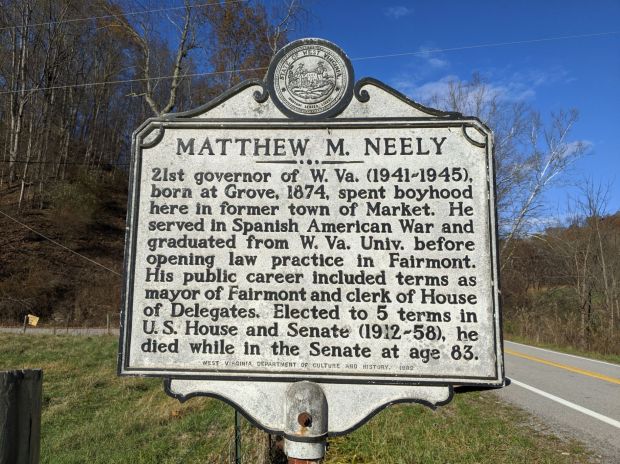 STATE OF WEST VIRGINIA
MATTHEW M. NEELY
21st governor of W. Va. (1941-1945),
born at Grove, 1874, spent boyhood
here in former town of Market. He
served in Spanish American War and
graduated from W. Va. Univ. before
opening law practice in Fairmont.
His public career included terms as
mayor of Fairmont and clerk of House
of Delegates. Elected to 5 terms in
U.S. House and Senate (1912-58), he
died while in the Senate at age 83.
WEST VIRGINIA DEPARTMENT OF CULTURE AND HISTORY,